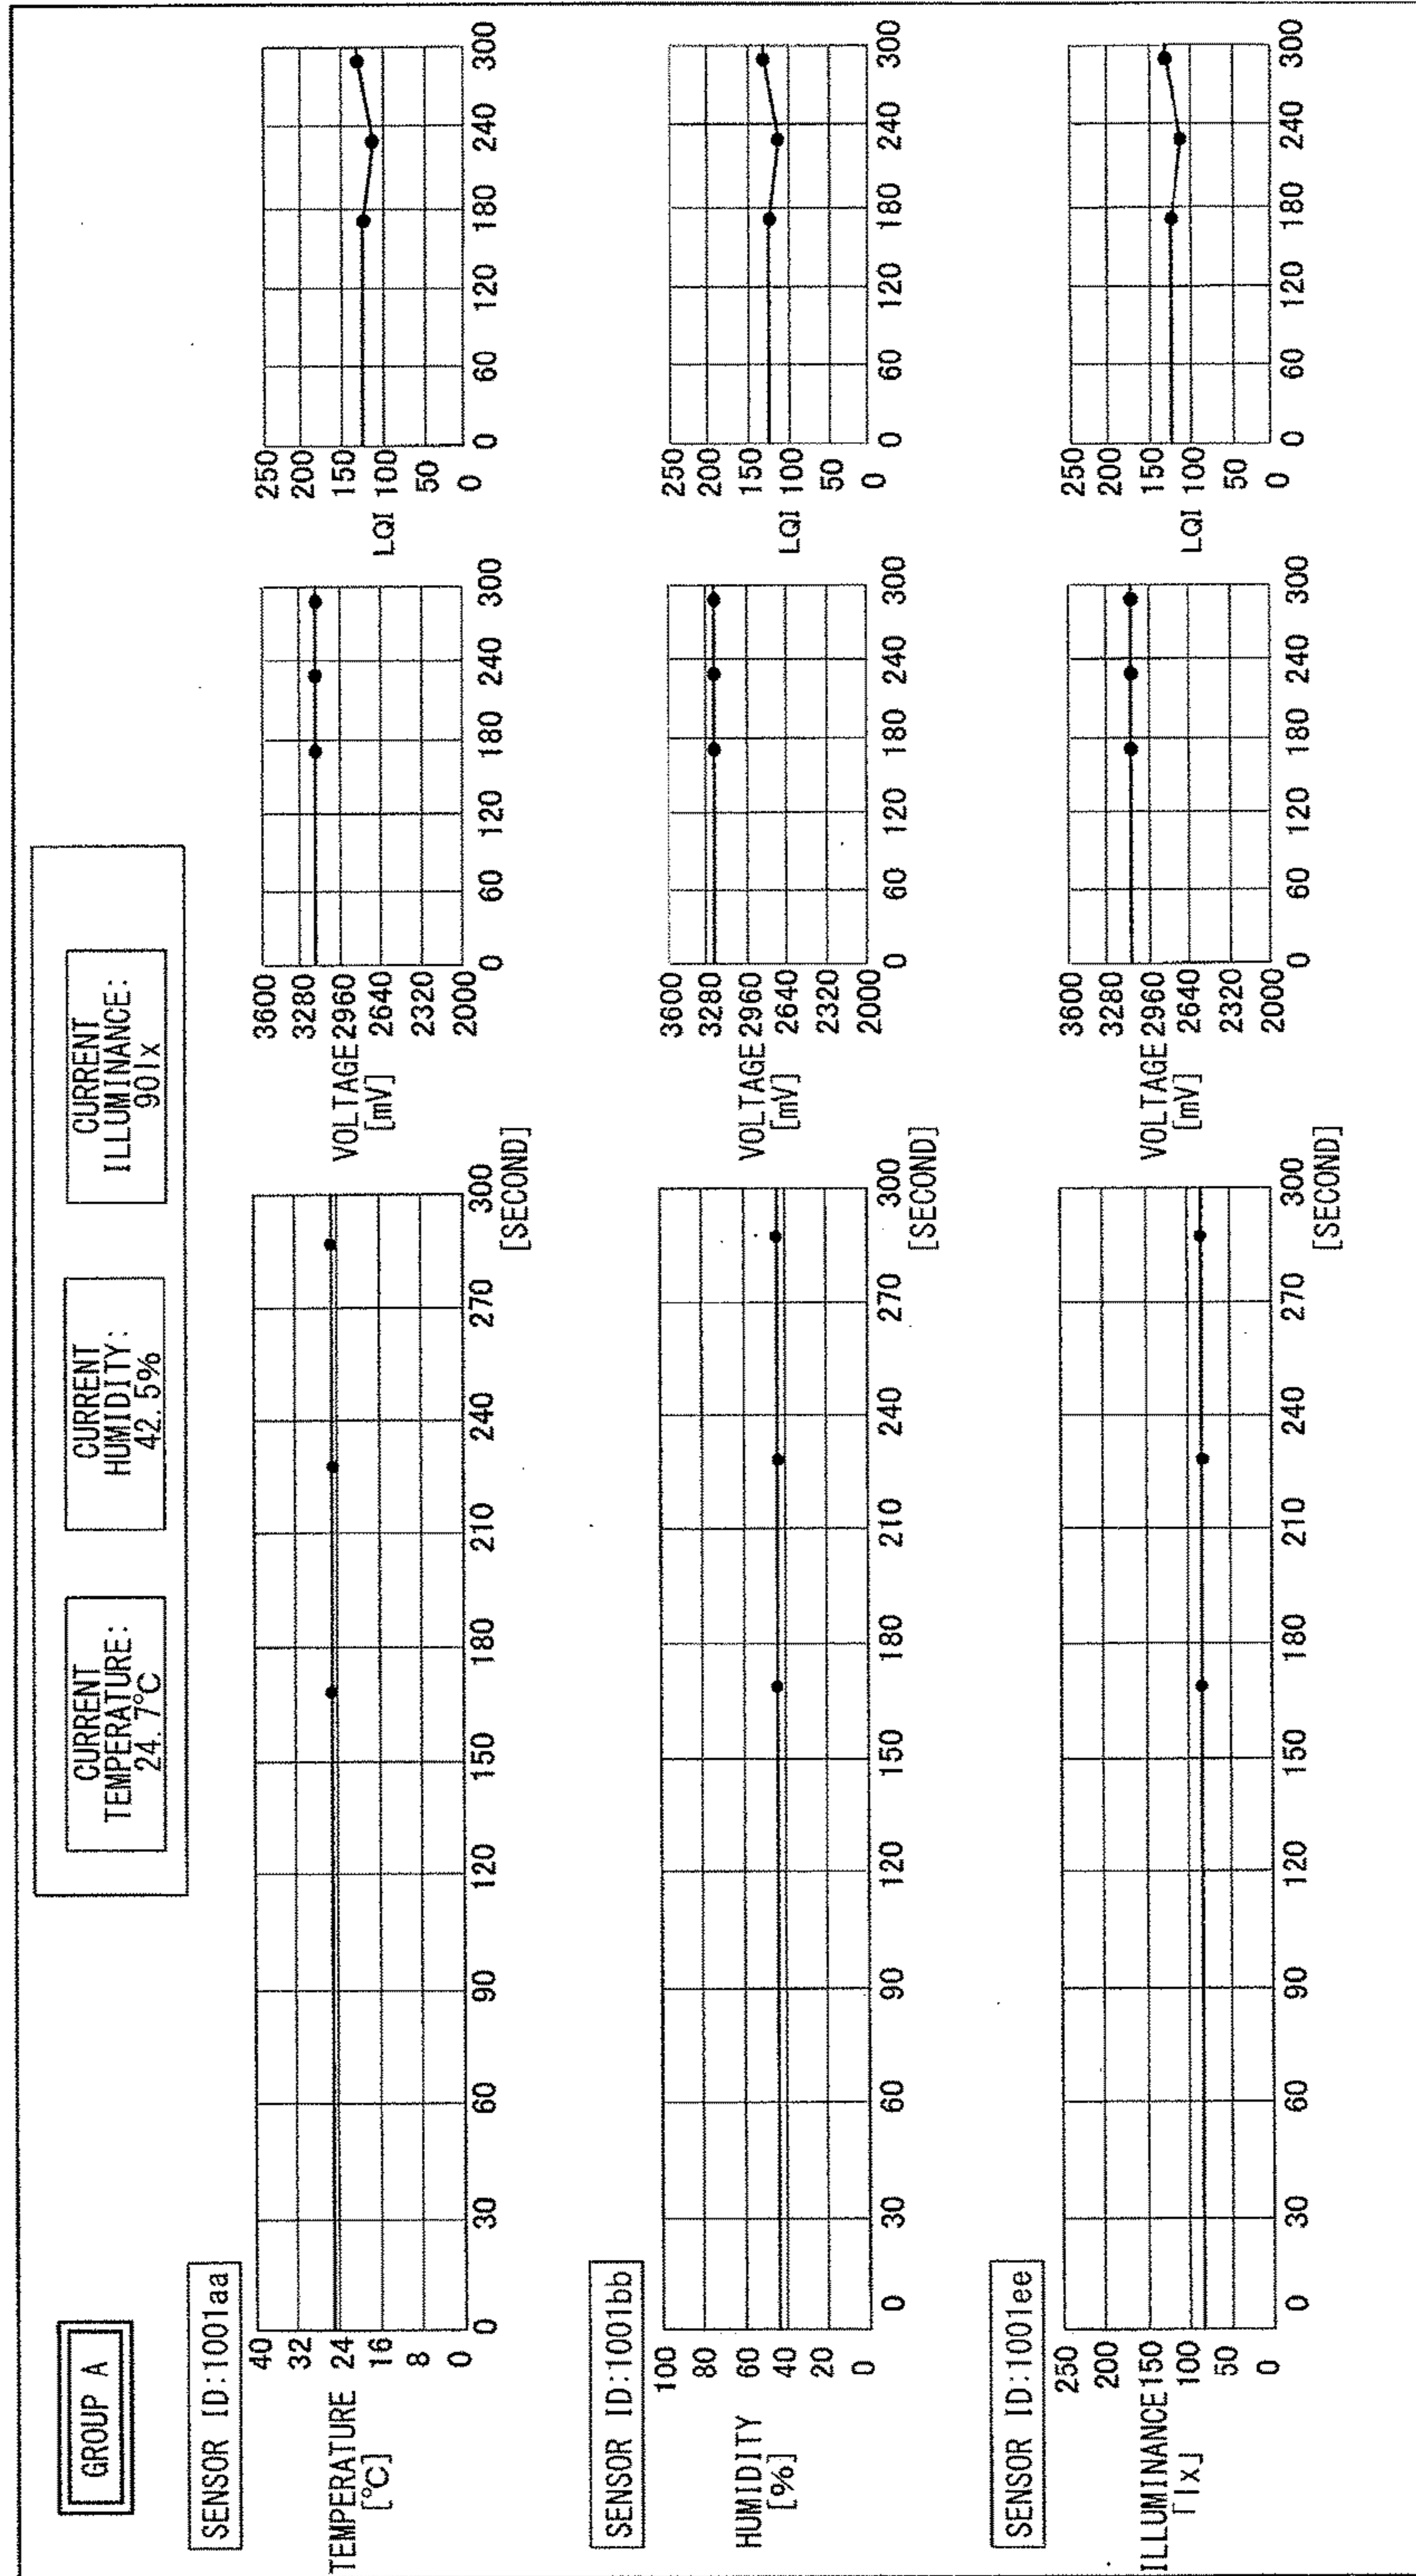 GROUP A
CURRENT
TEMPERATURE:
24.7°C
CURRENT
HUMIDITY:
42.5%
CURRENT
ILLUMINANCE:
90lx
SENSOR ID:1001aa
TEMPERATURE
[°C]
40
32
24
16
8
0
0 30 60 90 120 150 180 210 240 270 300
[SECOND]
VOLTAGE
[mV]
3600
3280
2960
2640
2320
2000
0 60 120 180 240 300
LQI
250
200
150
100
50
0
0 60 120 180 240 300
SENSOR ID:1001bb
HUMIDITY
[%]
100
80
60
40
20
0
0 30 60 90 120 150 180 210 240 270 300
[SECOND]
VOLTAGE
[mV]
3600
3280
2960
2640
2320
2000
0 60 120 180 240 300
LQI
250
200
150
100
50
0
0 60 120 180 240 300
SENSOR ID:1001ee
ILLUMINANCE
「lx」
250
200
150
100
50
0
0 30 60 90 120 150 180 210 240 270 300
[SECOND]
VOLTAGE
[mV]
3600
3280
2960
2640
2320
2000
0 60 120 180 240 300
LQI
250
200
150
100
50
0
0 60 120 180 240 300